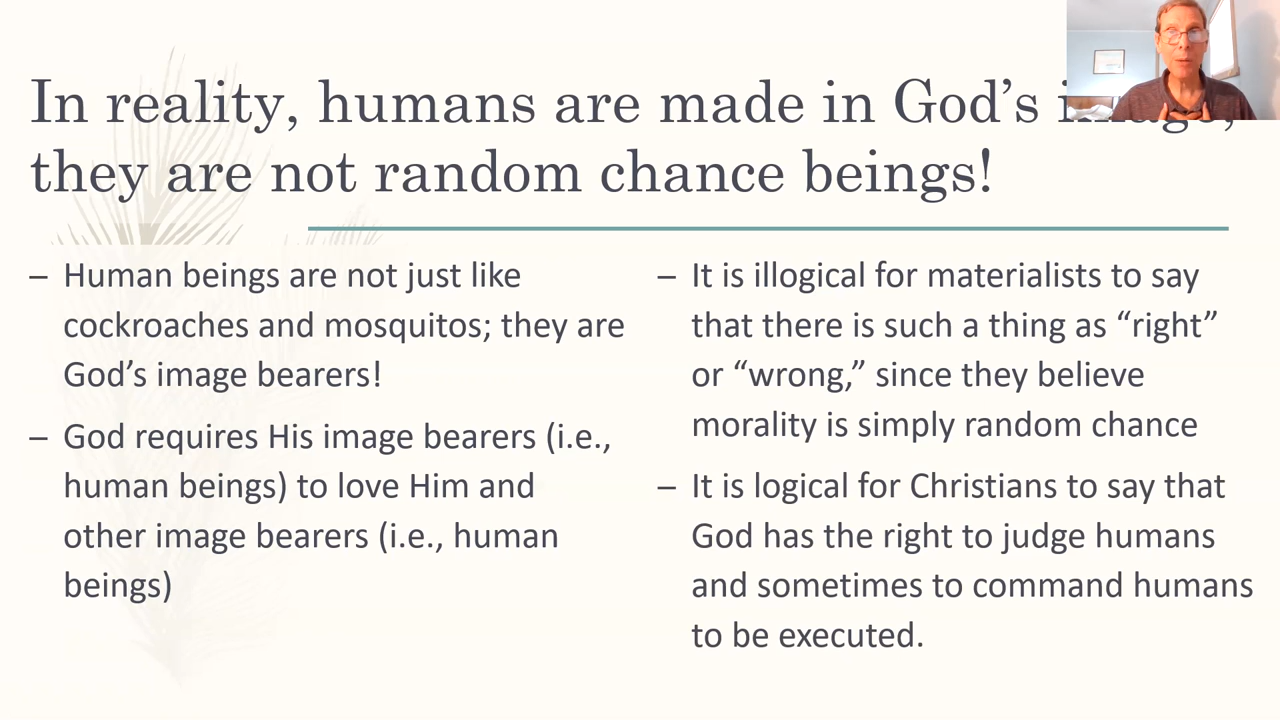 In reality, humans are made in God's image,
they are not random chance beings!
– Human beings are not just like
cockroaches and mosquitos; they are
God's image bearers!
– God requires His image bearers (i.e.,
human beings) to love Him and
other image bearers (i.e., human
beings)
– It is illogical for materialists to say
that there is such a thing as “right”
or “wrong,” since they believe
morality is simply random chance
– It is logical for Christians to say that
God has the right to judge humans
and sometimes to command humans
to be executed.